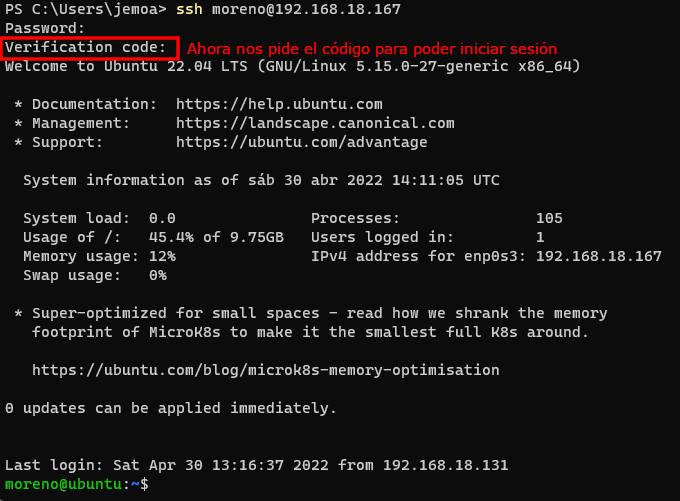 PS C:\Users\jemoa> ssh moreno@192.168.18.167
Password:
Verification code: Ahora nos pide el código para poder iniciar sesión
Welcome to Ubuntu 22.04 LTS (GNU/Linux 5.15.0-27-generic x86_64)
* Documentation: https://help.ubuntu.com
* Management: https://landscape.canonical.com
* Support: https://ubuntu.com/advantage
System information as of sáb 30 abr 2022 14:11:05 UTC
System load: 0.0 Processes: 105
Usage of /: 45.4% of 9.75GB Users logged in: 1
Memory usage: 12% IPv4 address for enp0s3: 192.168.18.167
Swap usage: 0%
* Super-optimized for small spaces - read how we shrank the memory
footprint of MicroK8s to make it the smallest full K8s around.
https://ubuntu.com/blog/microk8s-memory-optimisation
0 updates can be applied immediately.
Last login: Sat Apr 30 13:16:37 2022 from 192.168.18.131
moreno@ubuntu:~$